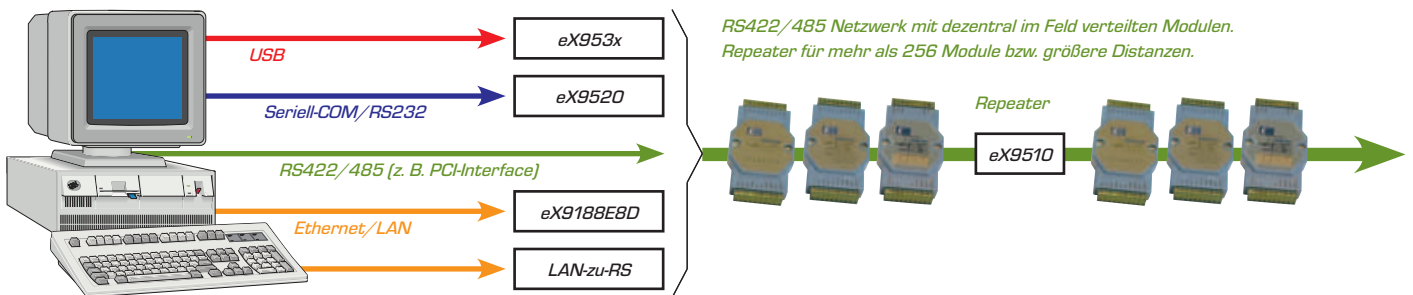 USB
eX953x
Seriell-COM/RS232
eX9520
RS422/485 (z. B. PCI-Interface)
Ethernet/LAN
eX9188E8D
LAN-zu-RS
RS422/485 Netzwerk mit dezentral im Feld verteilten Modulen.
Repeater für mehr als 256 Module bzw. größere Distanzen.
Repeater
eX9510